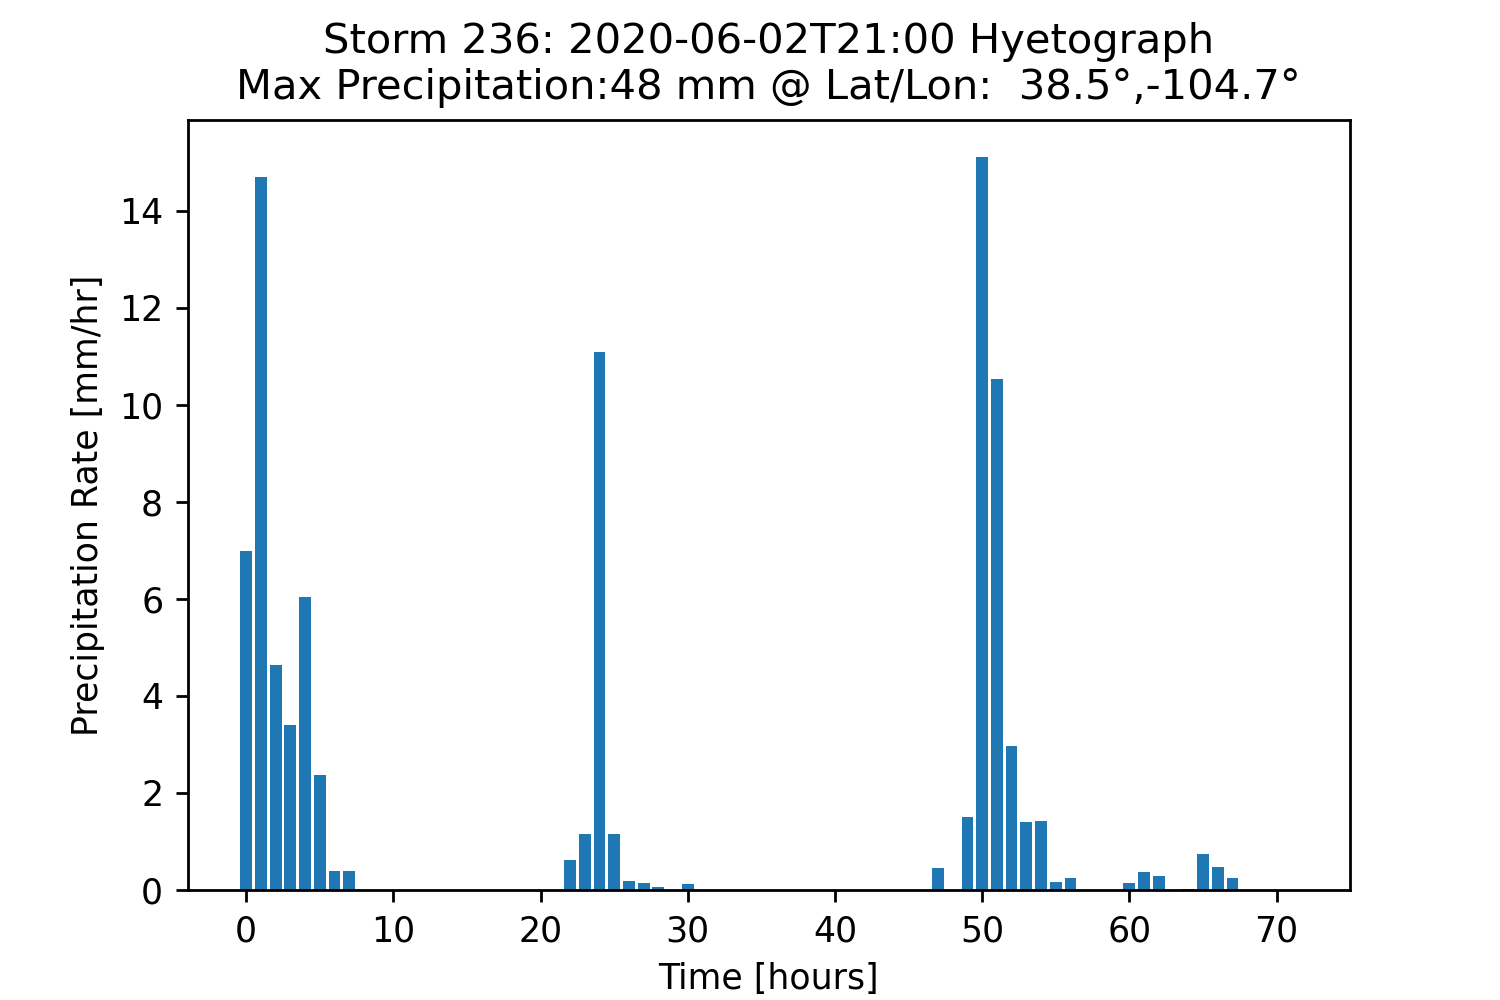 Storm 236: 2020-06-02T21:00 Hyetograph
Max Precipitation:48 mm @ Lat/Lon:  38.5°,-104.7°
Precipitation Rate [mm/hr]
14
12
10
8
6
4
2
0
0 10 20 30 40 50 60 70
Time [hours]